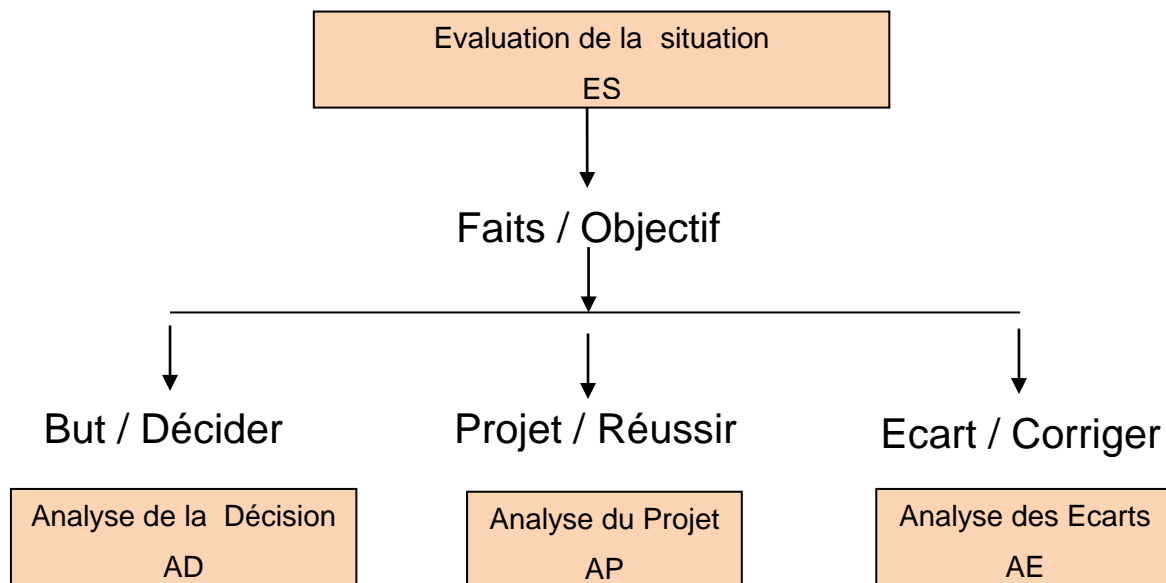 Evaluation de la situation
ES
Faits / Objectif
But / Décider
Projet / Réussir
Ecart / Corriger
Analyse de la Décision
AD
Analyse du Projet
AP
Analyse des Ecarts
AE